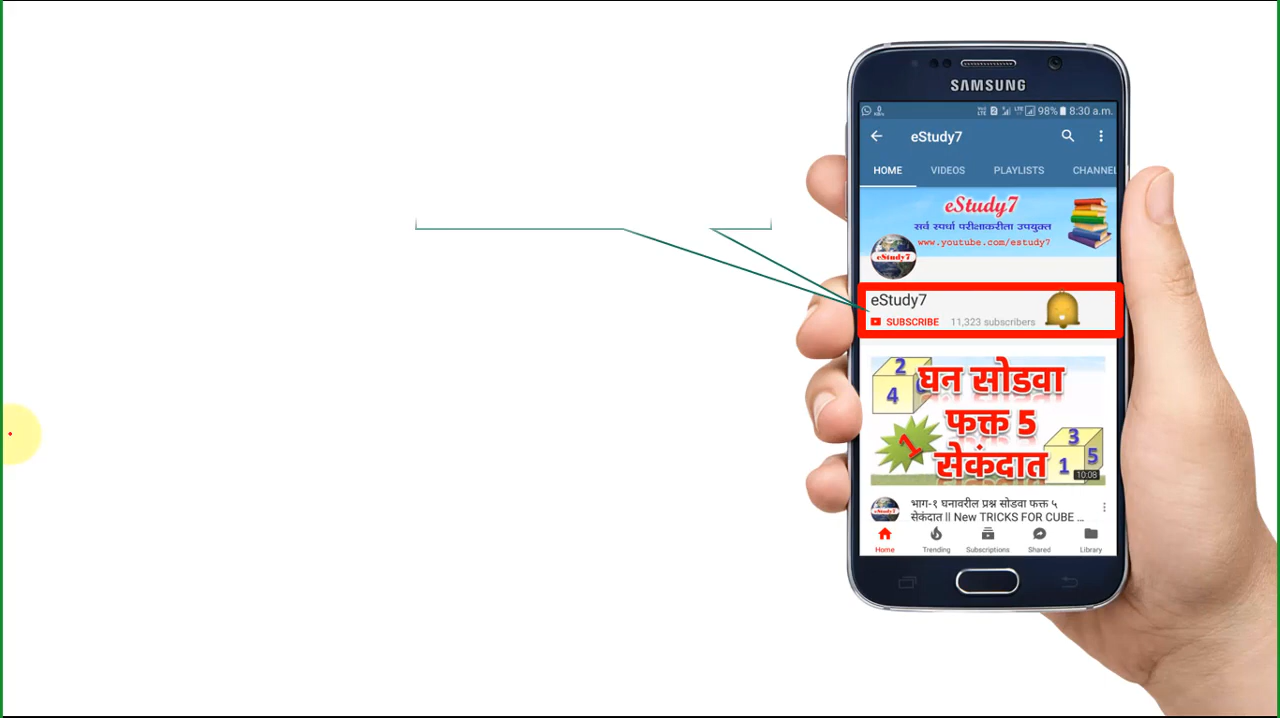 SAMSUNG
98% 8:30 a.m.
eStudy7
HOME VIDEOS PLAYLISTS CHANNEL
eStudy7
सर्व स्पर्धा परीक्षाकरीता उपयुक्त
www.youtube.com/estudy7
eStudy7
eStudy7
SUBSCRIBE 11,323 subscribers
2
4
घन सोडवा
फक्त 5
सेकंदात
1
3
1 5
10:08
eStudy7
भाग-१ घनावरील प्रश्न सोडवा फक्त ५
सेकंदात || New TRICKS FOR CUBE ...
Home Trending Subscriptions Shared Library